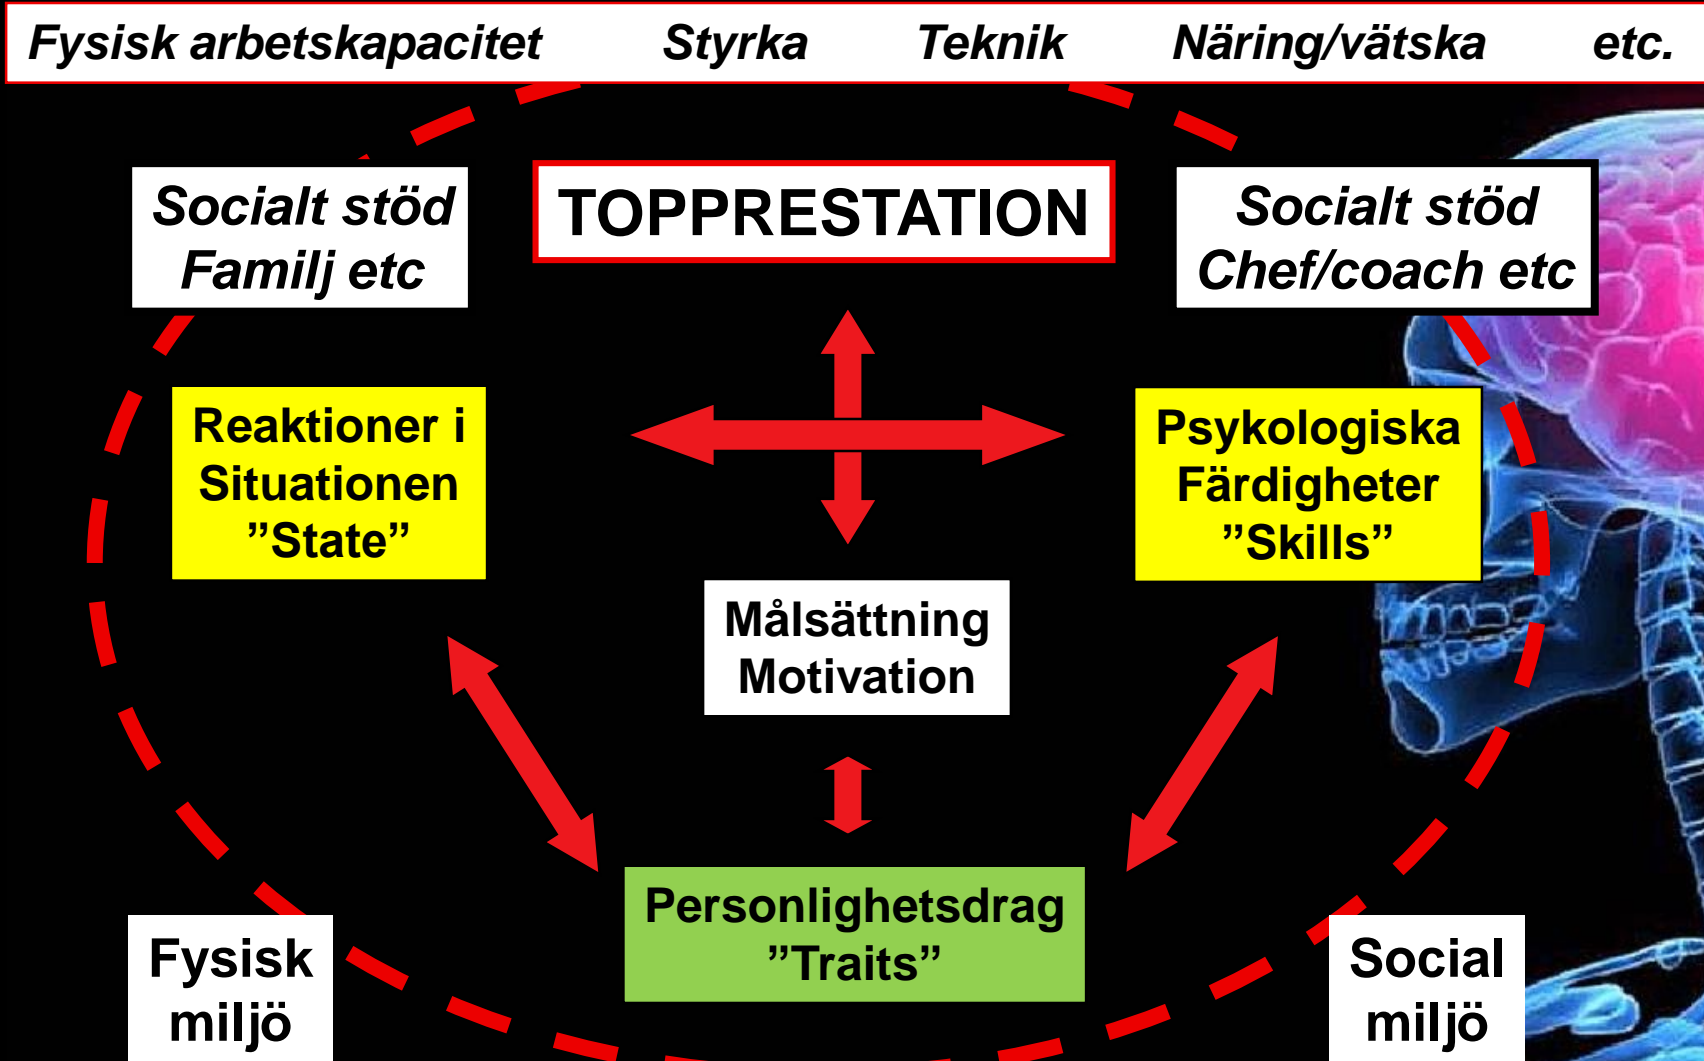 Fysisk arbetskapacitet Styrka Teknik Näring/vätska etc.
Socialt stöd
Familj etc
TOPPRESTATION
Socialt stöd
Chef/coach etc
Reaktioner i
Situationen
”State”
Psykologiska
Färdigheter
”Skills”
Målsättning
Motivation
Personlighetsdrag
”Traits”
Fysisk
miljö
Social
miljö